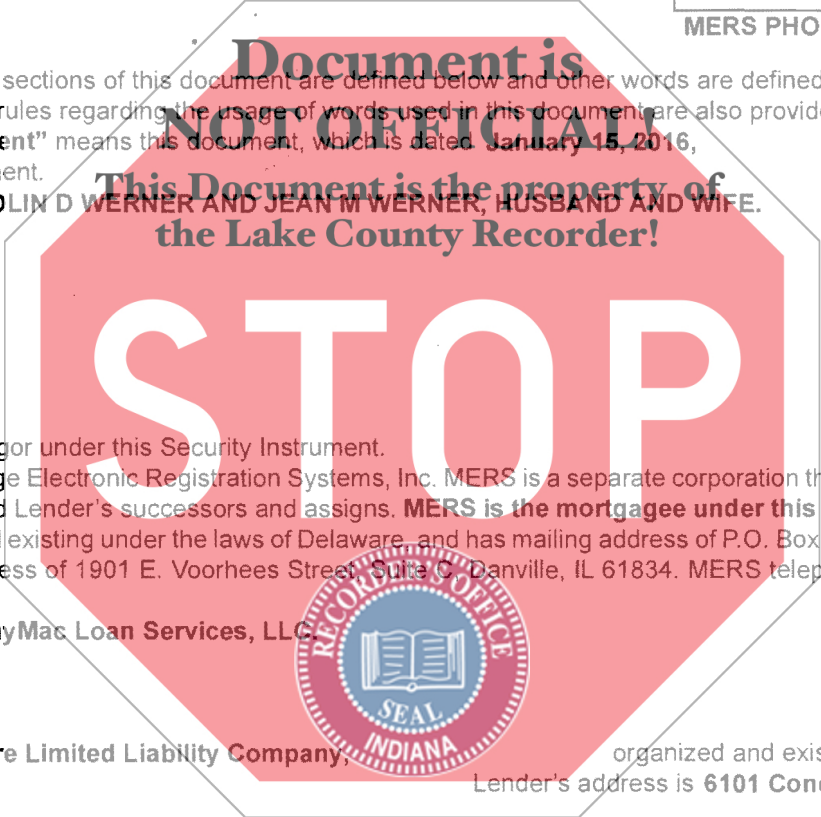 MERS PHO
Document is
sections of this document are defined below and other words are defined
NOT OFFICIAL!
rules regarding the usage of words used in this document are also provide
ent" means this document, which is dated January 15, 2016,
ent.
This Document is the property of
OLIN D WERNER AND JEAN M WERNER, HUSBAND AND WIFE.
the Lake County Recorder!
STOP
gor under this Security Instrument.
ge Electronic Registration Systems, Inc. MERS is a separate corporation th
d Lender's successors and assigns. MERS is the mortgagee under this
existing under the laws of Delaware, and has mailing address of P.O. Box
ess of 1901 E. Voorhees Street, Suite C, Danville, IL 61834. MERS telep
yMac Loan Services, LLC.
RECORDER'S OFFICE
SEAL
INDIANA
re Limited Liability Company, organized and exis
Lender's address is 6101 Con